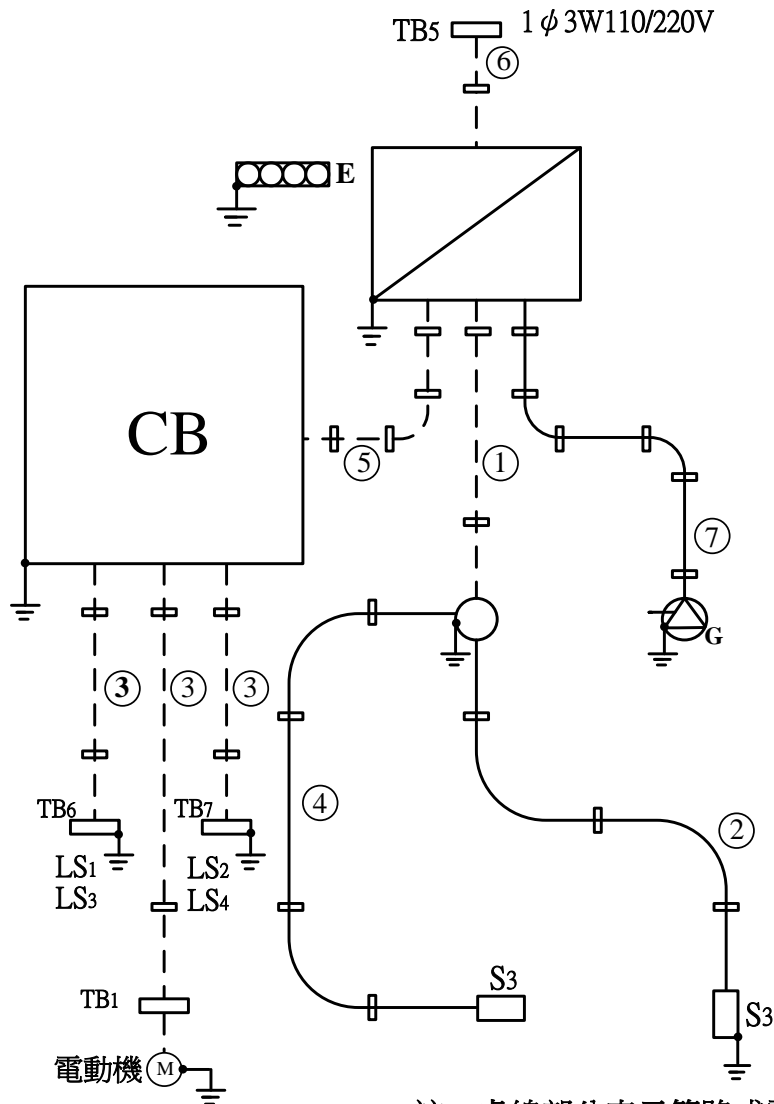 TB5
1φ3W110/220V
⑥
E
CB
⑤
①
⑦
G
③
③
③
TB6
LS1
LS3
TB7
LS2
LS4
④
②
TB1
S3
S3
電動機
M